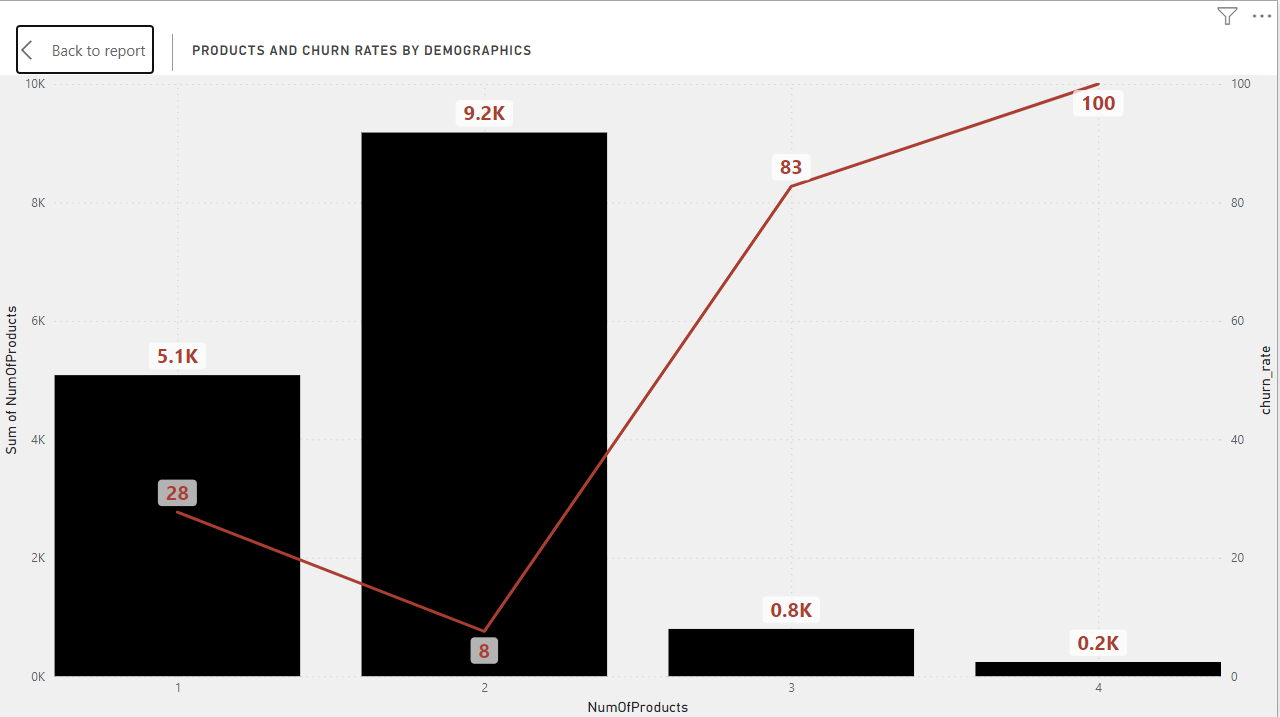 Back to report
PRODUCTS AND CHURN RATES BY DEMOGRAPHICS
10K
8K
6K
4K
2K
0K
Sum of NumOfProducts
5.1K
9.2K
0.8K
0.2K
28
8
83
100
100
80
60
40
20
0
churn_rate
1
2
3
4
NumOfProducts